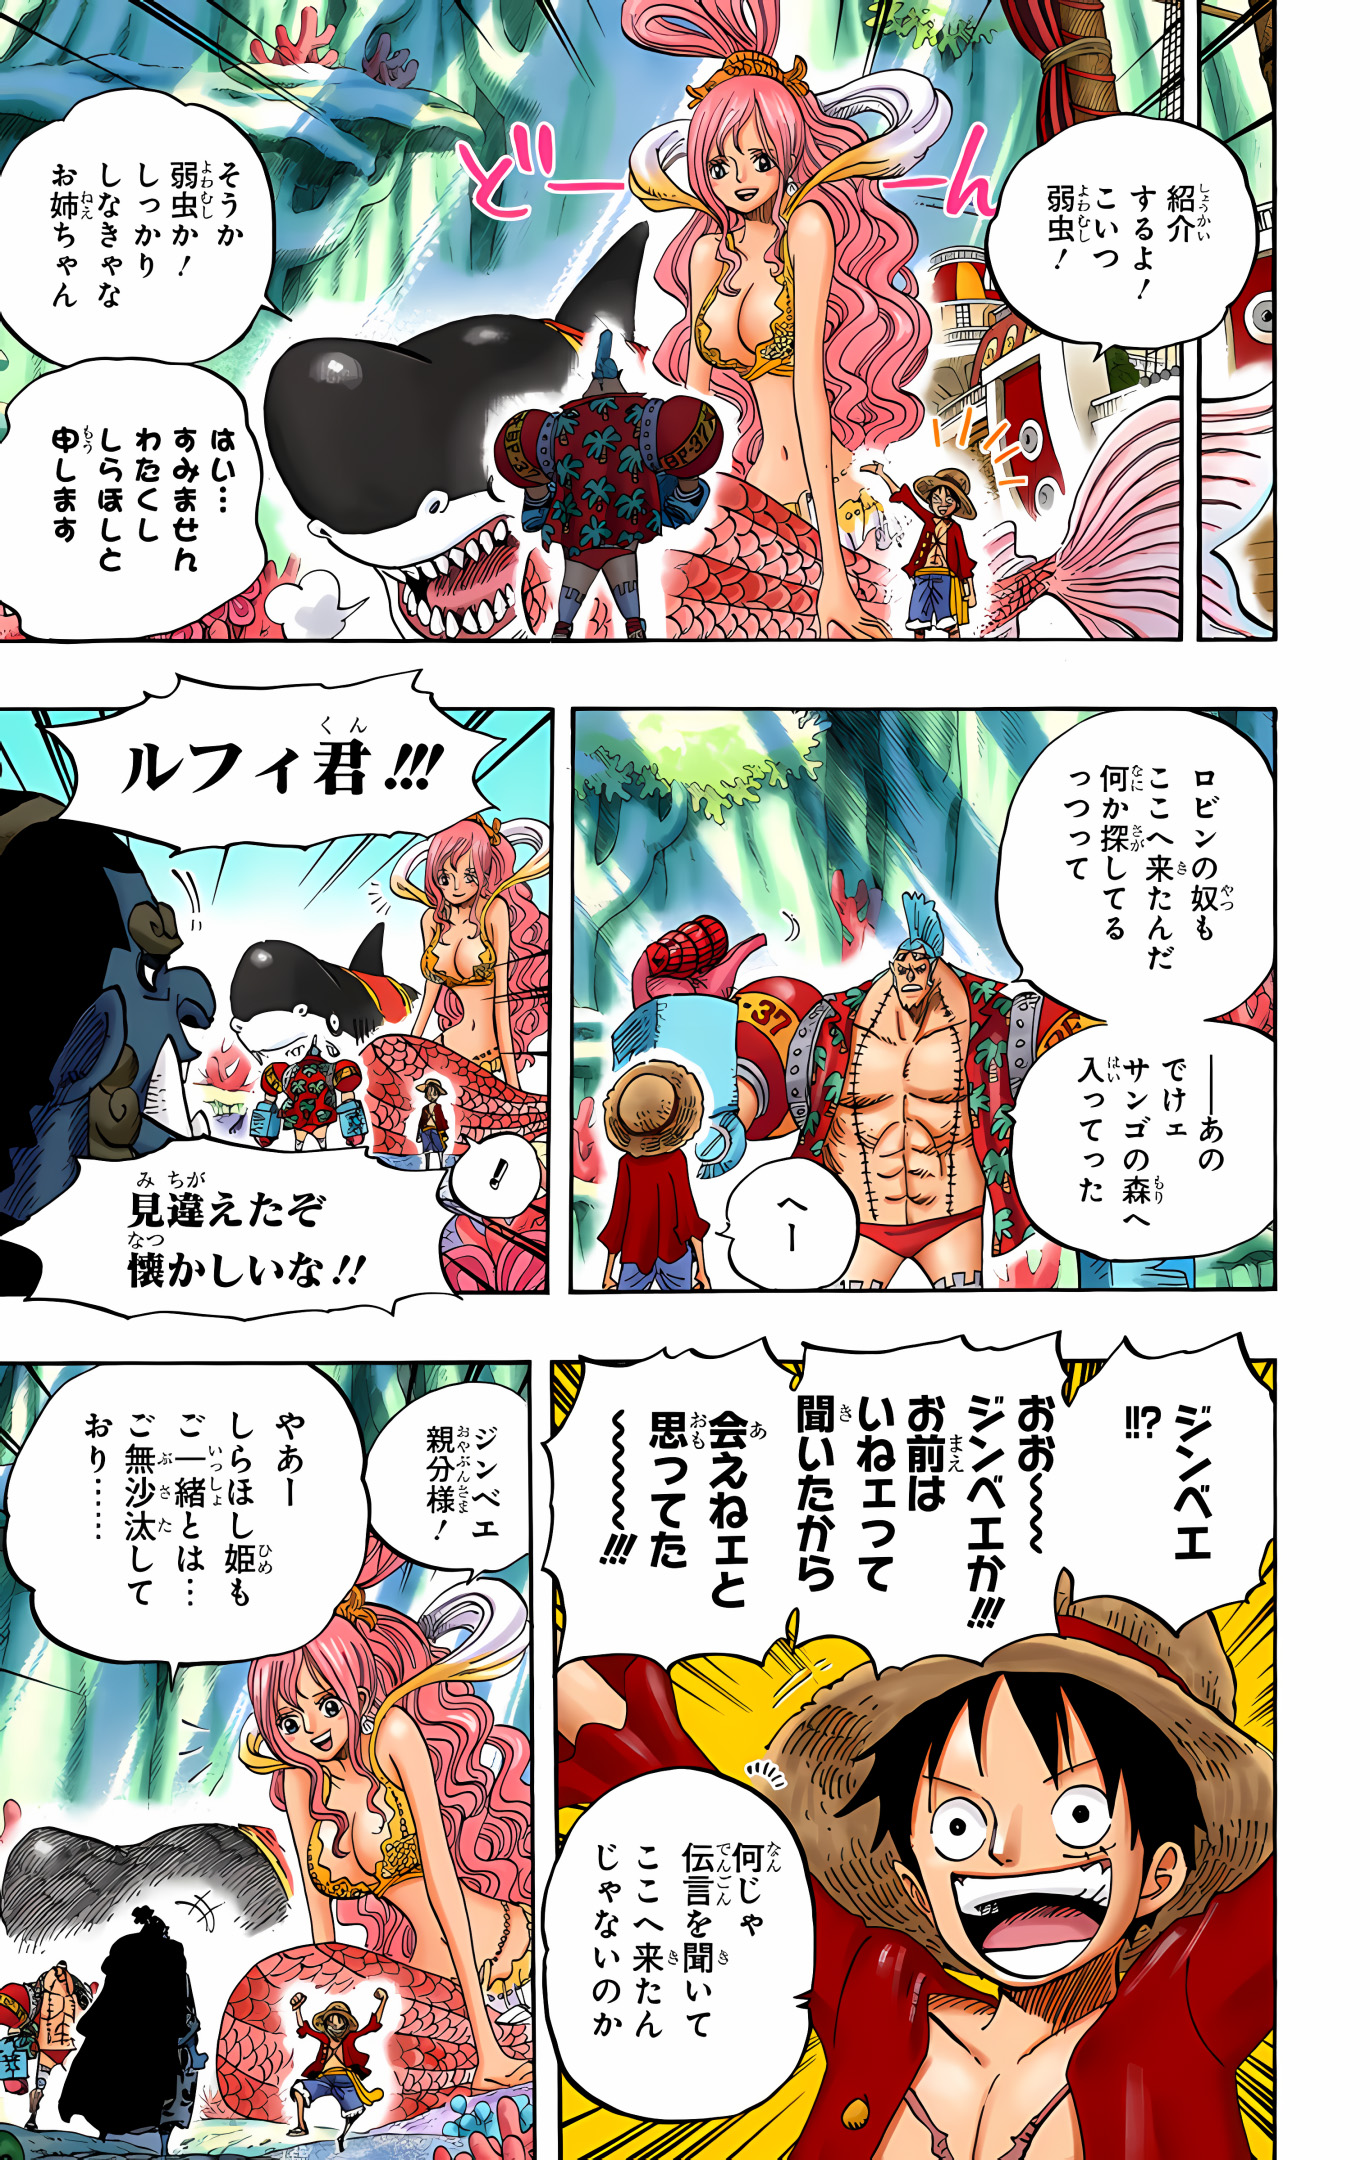 紹介
するよ！
こいつ
弱虫！
どーーん
そうか
弱虫か！
しっかり
しなきゃな
お姉ちゃん
はい…
すみません
わたくし
しらほしと
申します
BP-37
ロビンの奴も
ここへ来たんだ
何か探してる
っつって
——あの
でけェ
サンゴの森へ
入ってった
へー
ルフィ君!!!
見違えたぞ
懐かしいな!!
！
ジンベエ
!!?
おお〜〜〜
ジンベエか!!!
お前は
いねェって
聞いたから
会えねェと
思ってた
〜〜〜〜!!!
何じゃ
伝言を聞いて
ここへ来たん
じゃないのか
ジンベエ
親分様！
やあー
しらほし姫も
ご一緒とは…
ご無沙汰して
おり……